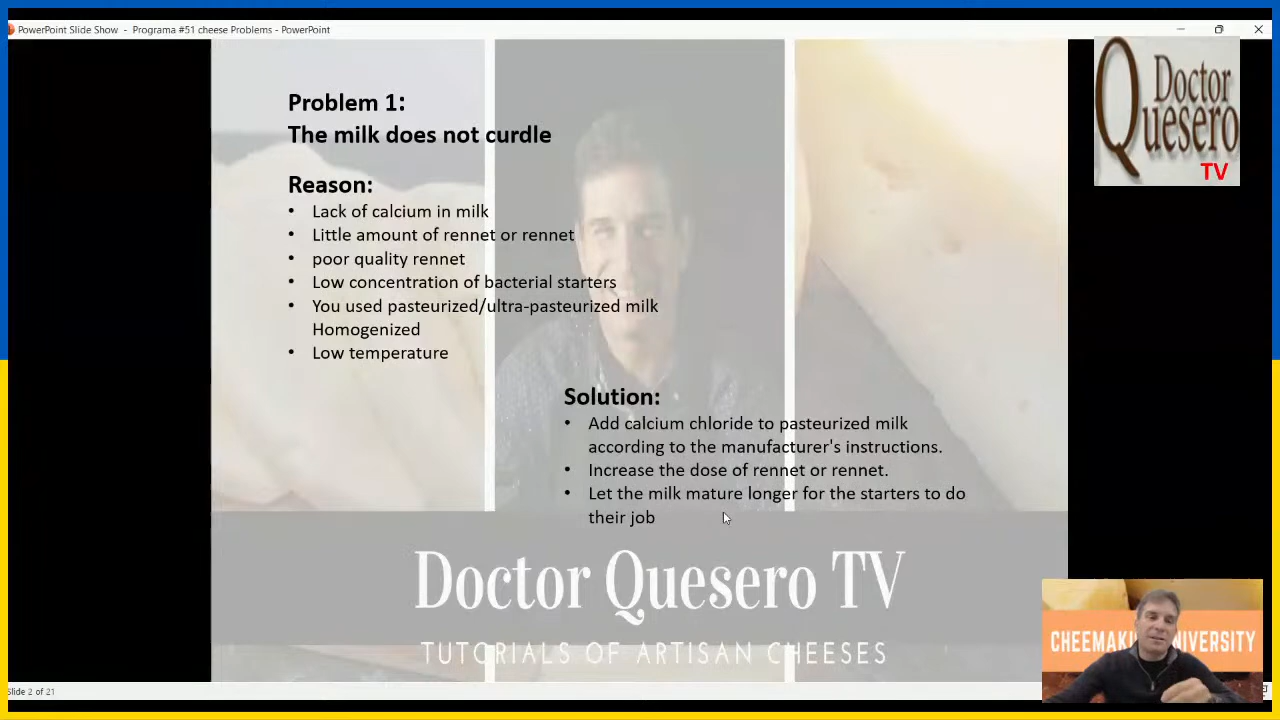 PowerPoint Slide Show - Programa #51 cheese Problems - PowerPoint
Doctor
Quesero
TV
Problem 1:
The milk does not curdle
Reason:
• Lack of calcium in milk
• Little amount of rennet or rennet
• poor quality rennet
• Low concentration of bacterial starters
• You used pasteurized/ultra-pasteurized milk
Homogenized
• Low temperature
Solution:
• Add calcium chloride to pasteurized milk
according to the manufacturer's instructions.
• Increase the dose of rennet or rennet.
• Let the milk mature longer for the starters to do
their job
Doctor Quesero TV
TUTORIALS OF ARTISAN CHEESES
Slide 2 of 21